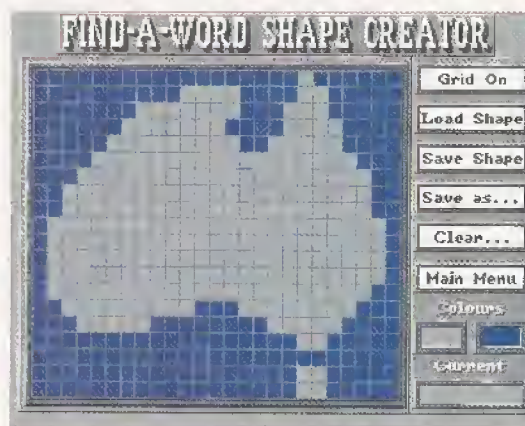 FIND-A-WORD SHAPE CREATOR
Grid On
Load Shape
Save Shape
Save as...
Clear...
Main Menu
Colours
Current